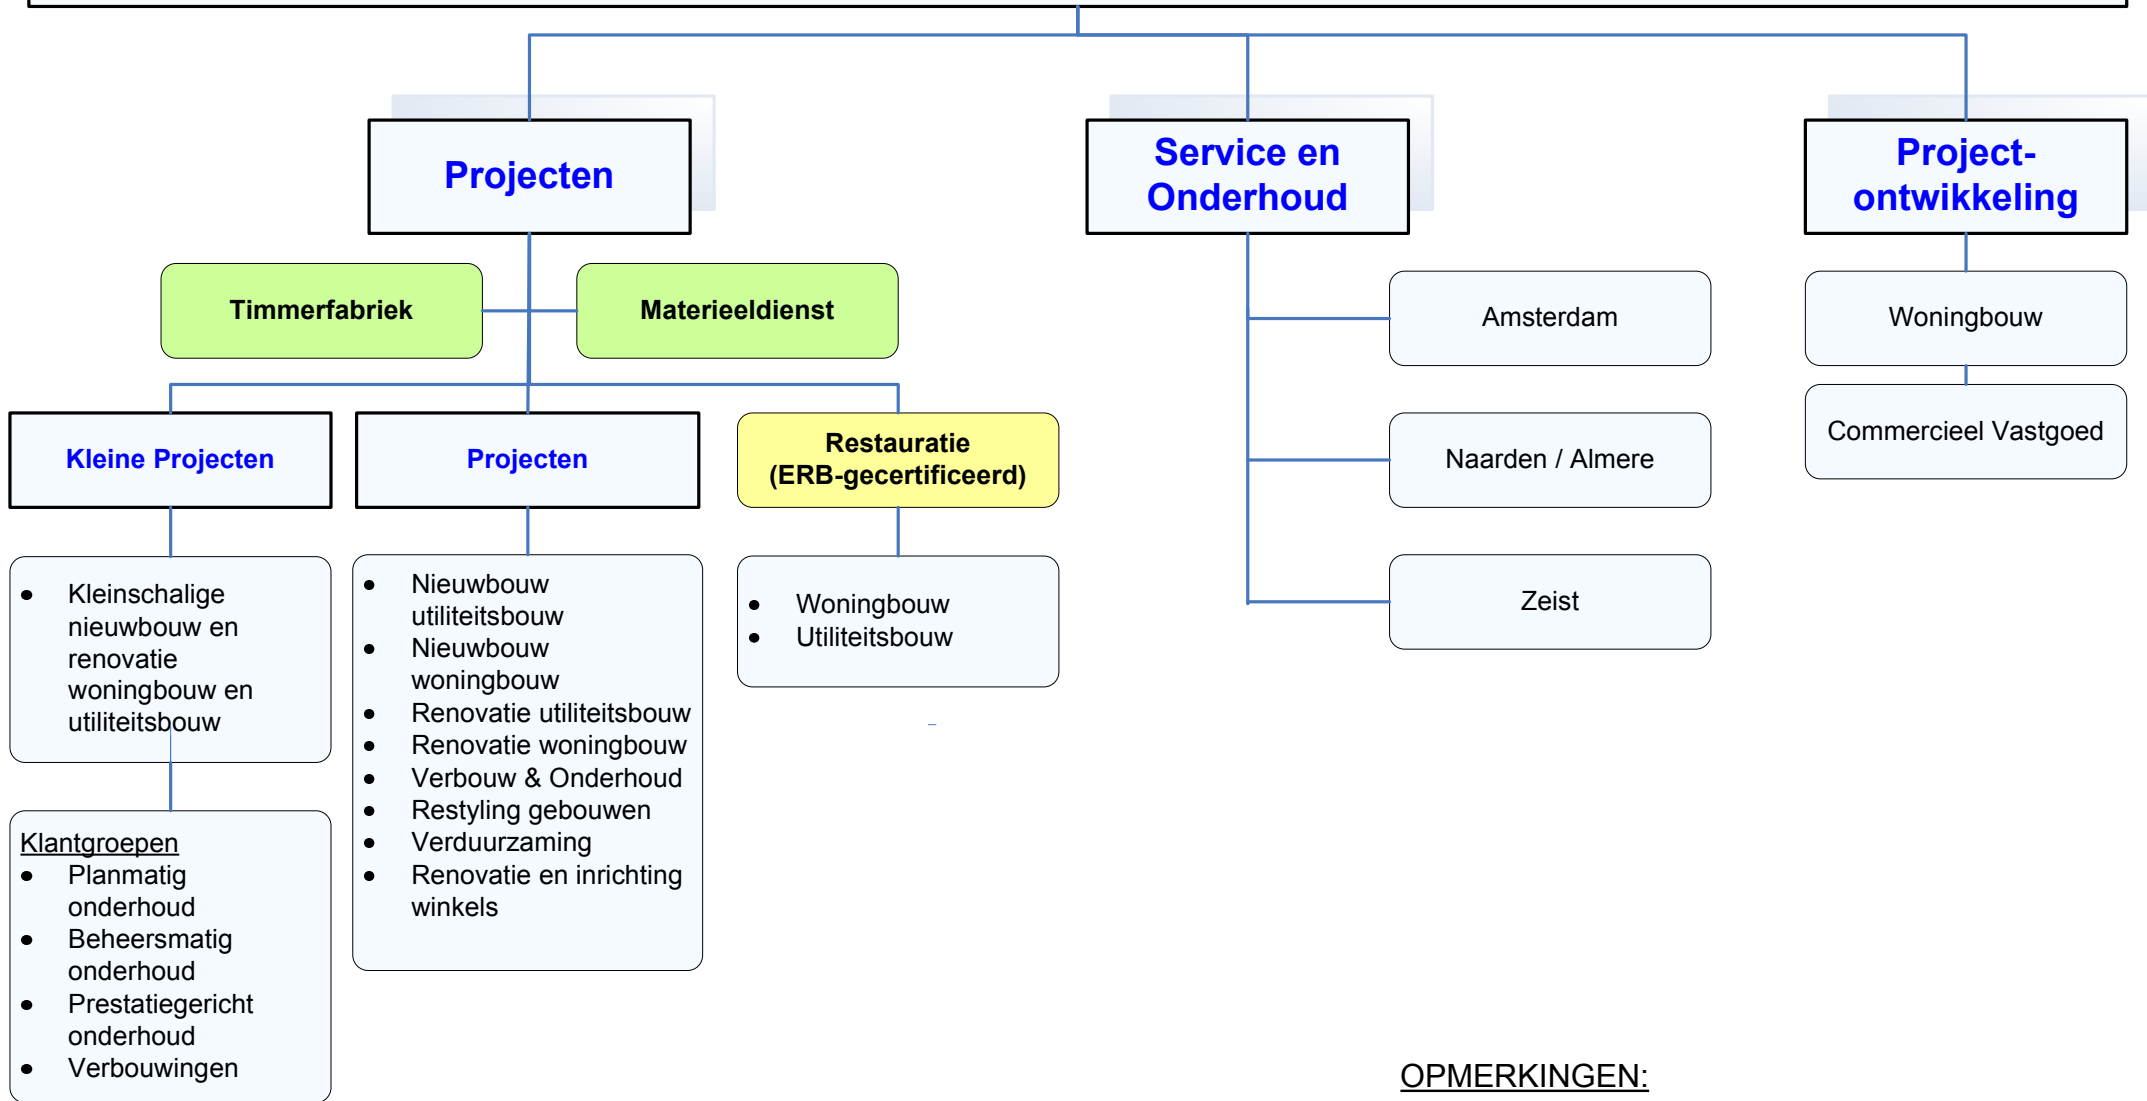 Projecten
Service en
Onderhoud
Project-
ontwikkeling
Timmerfabriek
Materieeldienst
Amsterdam
Woningbouw
Naarden / Almere
Commercieel Vastgoed
Zeist
Kleine Projecten
Projecten
Restauratie
(ERB-gecertificeerd)
• Kleinschalige
nieuwbouw en
renovatie
woningbouw en
utiliteitsbouw
Klantgroepen
• Planmatig
onderhoud
• Beheersmatig
onderhoud
• Prestatiegericht
onderhoud
• Verbouwingen
• Nieuwbouw
utiliteitsbouw
• Nieuwbouw
woningbouw
• Renovatie utiliteitsbouw
• Renovatie woningbouw
• Verbouw & Onderhoud
• Restyling gebouwen
• Verduurzaming
• Renovatie en inrichting
winkels
• Woningbouw
• Utiliteitsbouw
OPMERKINGEN: